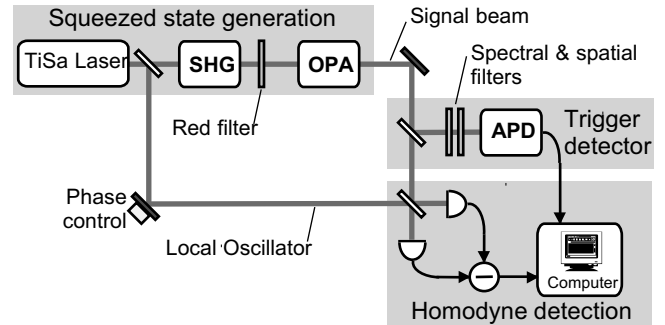 Squeezed state generation
Signal beam
TiSa Laser
SHG
OPA
Spectral & spatial
filters
Red filter
APD
Trigger
detector
Phase
control
Local Oscillator
Computer
Homodyne detection